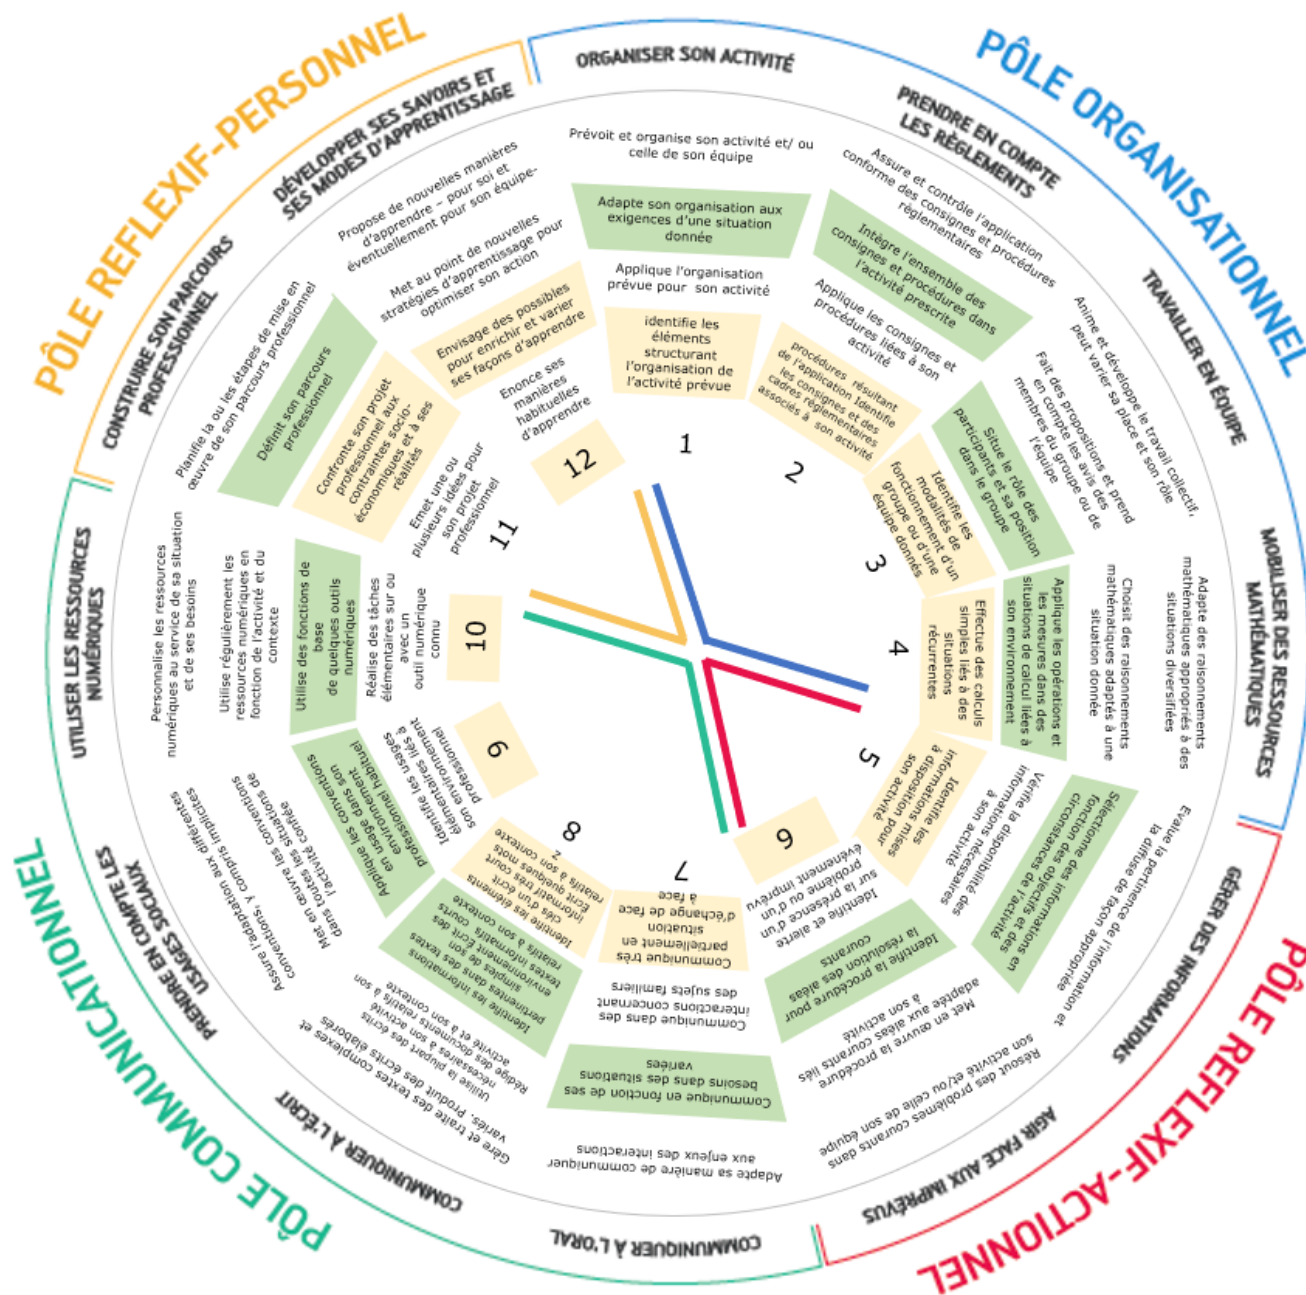 PÔLE REFLEXIF-PERSONNEL
PÔLE ORGANISATIONNEL
PÔLE REFLEXIF-ACTIONNEL
PÔLE COMMUNICATIONNEL
ORGANISER SON ACTIVITÉ
Prévoit et organise son activité et/ ou
celle de son équipe
Adapte son organisation aux
exigences d'une situation
donnée
Applique l'organisation
prévue pour son activité
identifie les
éléments
structurant
l'organisation de
l'activité prévue
1
PRENDRE EN COMPTE
LES RÈGLEMENTS
Assure et contrôle l'application
conforme des consignes et procédures
règlementaires
Intègre l'ensemble des
consignes et procédures dans
l'activité prescrite
Applique les consignes et
procédures liées à son
activité
procédures résultant
de l'application Identifie
les consignes et des
cadres réglementaires
associés à son activité
2
TRAVAILLER EN ÉQUIPE
Anime et développe le travail collectif,
peut varier sa place et son rôle
Fait des propositions et prend
en compte les avis des
membres du groupe ou de
l'équipe
Situe le rôle des
participants et sa position
dans le groupe
Identifie les
modalités de
fonctionnement d'un
groupe ou d'une
équipe donnés
3
MOBILISER DES RESSOURCES
MATHÉMATIQUES
Adapte des raisonnements
mathématiques appropriés à des
situations diversifiées
Choisit des raisonnements
mathématiques adaptés à une
situation donnée
Applique les opérations et
les mesures dans des
situations de calcul liées à
son environnement
Effectue des calculs
simples liés à des
situations
récurrentes
4
GÉRER DES INFORMATIONS
Evalue la pertinence de l'information et
la diffuse de façon appropriée
Sélectionne des informations en
fonction des objectifs et des
circonstances de l'activité
Vérifie la disponibilité des
informations nécessaires
à son activité
Identifie les
informations mises
à disposition pour
son activité
5
AGIR FACE AUX IMPRÉVUS
Résout des problèmes courants dans
son activité et/ou celle de son équipe
Met en œuvre la procédure
adaptée aux aléas courants liés
à son activité
Identifie la procédure pour
la résolution des aléas
courants
Identifie et alerte
sur la présence d'un
problème ou d'un
événement imprévu
6
COMMUNIQUER À L'ORAL
Adapte sa manière de communiquer
aux enjeux des interactions
Communique en fonction de ses
besoins dans des situations
variées
Communique dans des
interactions concernant
des sujets familiers
Communique très
partiellement en
situation
d'échange de face
à face
7
COMMUNIQUER À L'ÉCRIT
Gère et traite des textes complexes et
variés. Produit des écrits élaborés
Utilise la plupart des écrits
nécessaires à son activité
Rédige des documents relatifs à son
activité et à son contexte
Identifie les informations
pertinentes dans des textes
simples de son
environnement Ecrit des
textes informatifs courts
relatifs à son contexte
Identifie les éléments
clés d'un écrit
informatif très court
Ecrit quelques mots
relatifs à son contexte
2
8
PRENDRE EN COMPTE LES
USAGES SOCIAUX
Assure l'adaptation aux différentes
conventions, y compris implicites
Met en œuvre les conventions
dans toutes les situations de
l'activité confiée
Applique les conventions
en usage dans son
environnement
professionnel habituel
Identifie les usages
élémentaires liés à
son environnement
professionnel
9
UTILISER LES RESSOURCES
NUMÉRIQUES
Personnalise les ressources
numériques au service de sa situation
et de ses besoins
Utilise régulièrement les
ressources numériques en
fonction de l'activité et du
contexte
Utilise des fonctions de
base
de quelques outils
numériques
Réalise des tâches
élémentaires sur ou
avec un
outil numérique
connu
10
CONSTRUIRE SON PARCOURS
PROFESSIONNEL
Planifie la ou les étapes de mise en
œuvre de son parcours professionnel
Définit son parcours
professionnel
Confronte son projet
professionnel aux
contraintes socio-
économiques et à ses
réalités
Emet une ou
plusieurs idées pour
son projet
professionnel
11
DÉVELOPPER SES SAVOIRS ET
SES MODES D'APPRENTISSAGE
Propose de nouvelles manières
d'apprendre – pour soi et
éventuellement pour son équipe-
Met au point de nouvelles
stratégies d'apprentissage pour
optimiser son action
Envisage des possibles
pour enrichir et varier
ses façons d'apprendre
Enonce ses
manières
habituelles
d'apprendre
12